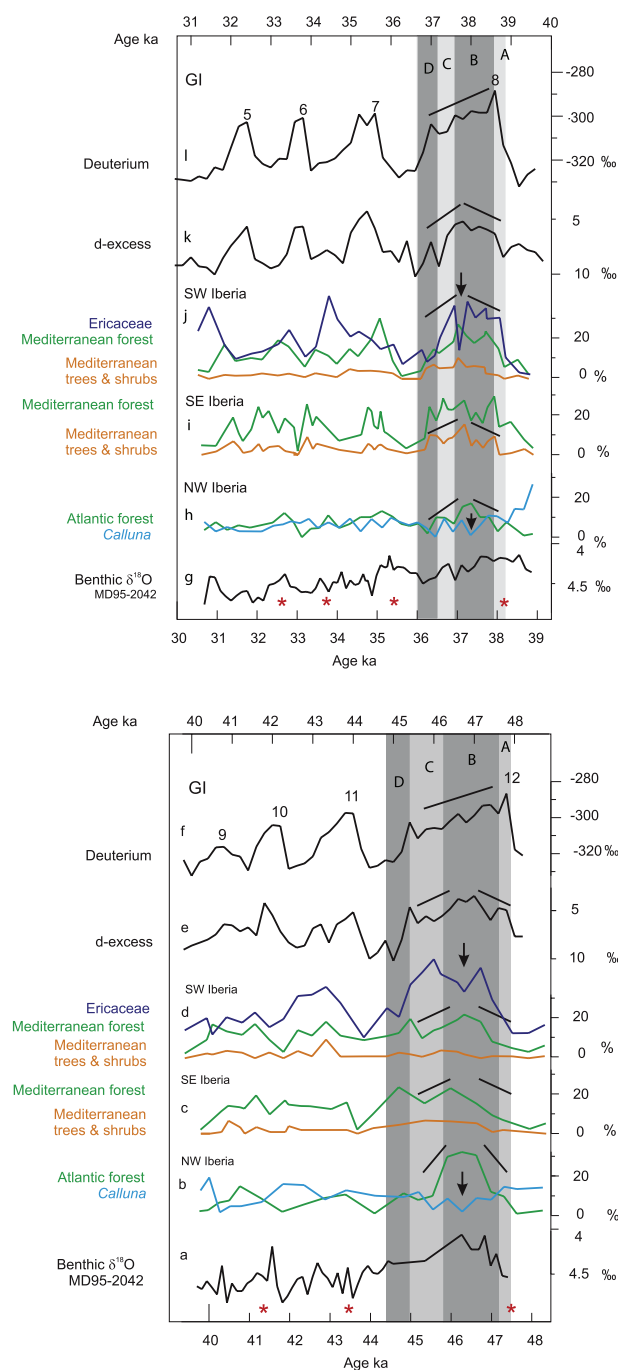 Age ka 31 32 33 34 35 36 37 38 39 40
GI
D C B A
-280
-300
-320 ‰
5 6 7 8
Deuterium l
d-excess k
5
10 ‰
SW Iberia
Ericaceae j
Mediterranean forest
20
Mediterranean
trees & shrubs
0 %
SE Iberia
Mediterranean forest
20
i
Mediterranean
trees & shrubs
0 %
NW Iberia
20
Atlantic forest h
Calluna
0 %
4
Benthic δ18O g
MD95-2042
4.5 ‰
* * * *
30 31 32 33 34 35 36 37 38 39
Age ka
Age ka 40 41 42 43 44 45 46 47 48
GI
D C B A
-280
-300
-320 ‰
9 10 11 12
f
Deuterium
e
d-excess
5
10 ‰
SW Iberia
Ericaceae d
Mediterranean forest
20
Mediterranean
trees & shrubs
0 %
SE Iberia
Mediterranean forest
20
c
Mediterranean
trees & shrubs
0 %
NW Iberia
20
Atlantic forest b
Calluna
0 %
4
a
Benthic δ18O
MD95-2042
4.5 ‰
* * *
40 41 42 43 44 45 46 47 48
Age ka